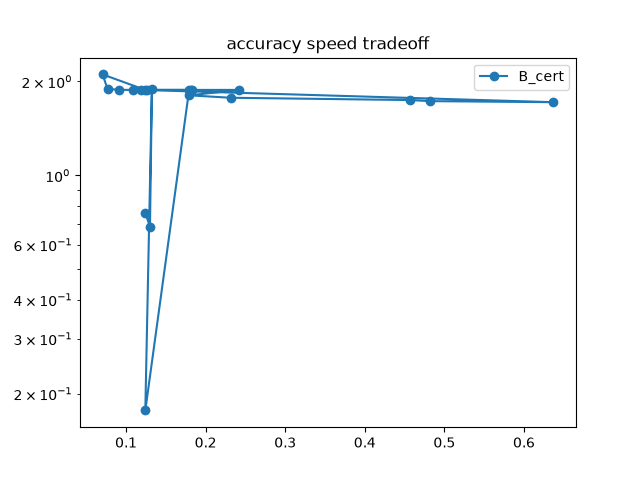 accuracy speed tradeoff
B_cert
2 × 10⁰
10⁰
6 × 10⁻¹
4 × 10⁻¹
3 × 10⁻¹
2 × 10⁻¹
0.1 0.2 0.3 0.4 0.5 0.6